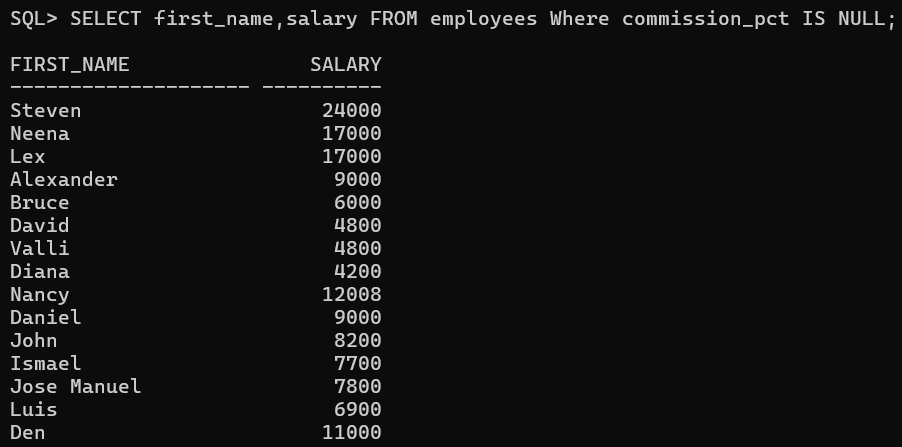 SQL> SELECT first_name,salary FROM employees Where commission_pct IS NULL;
FIRST_NAME                   SALARY
-------------------- ----------
Steven                    24000
Neena                     17000
Lex                       17000
Alexander                  9000
Bruce                      6000
David                      4800
Valli                      4800
Diana                      4200
Nancy                     12008
Daniel                     9000
John                       8200
Ismael                     7700
Jose Manuel                7800
Luis                       6900
Den                       11000